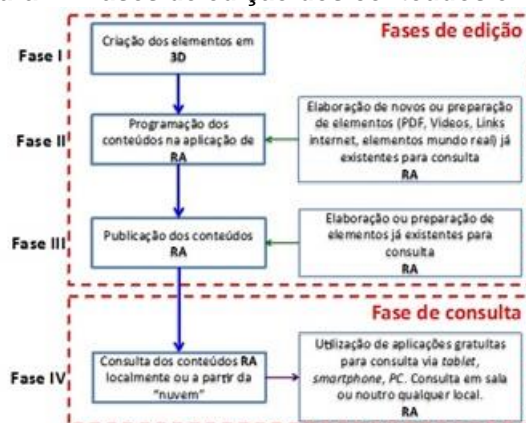 Fases de edição
Fase I
Criação dos elementos em
3D
Fase II
Programação dos
conteúdos na aplicação de
RA
Elaboração de novos ou preparação
de elementos (PDF, Videos, Links
internet, elementos mundo real) já
existentes para consulta
RA
Fase III
Publicação dos conteúdos
RA
Elaboração ou preparação de
elementos já existentes para
consulta
RA
Fase de consulta
Fase IV
Consulta dos conteúdos RA
localmente ou a partir da
"nuvem"
Utilização de aplicações gratuitas
para consulta via tablet,
smartphone, PC. Consulta em sala
ou noutro qualquer local.
RA